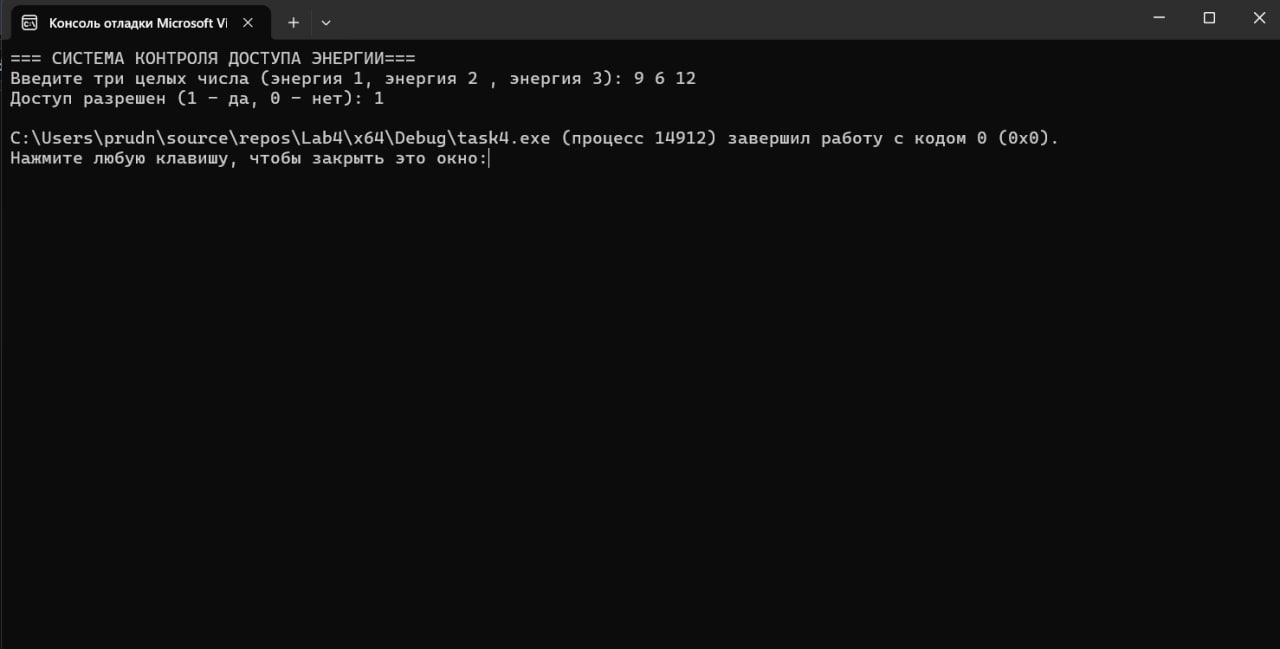 Консоль отладки Microsoft Vi
=== СИСТЕМА КОНТРОЛЯ ДОСТУПА ЭНЕРГИИ===
Введите три целых числа (энергия 1, энергия 2 , энергия 3): 9 6 12
Доступ разрешен (1 - да, 0 - нет): 1
C:\Users\prudn\source\repos\Lab4\x64\Debug\task4.exe (процесс 14912) завершил работу с кодом 0 (0x0).
Нажмите любую клавишу, чтобы закрыть это окно: